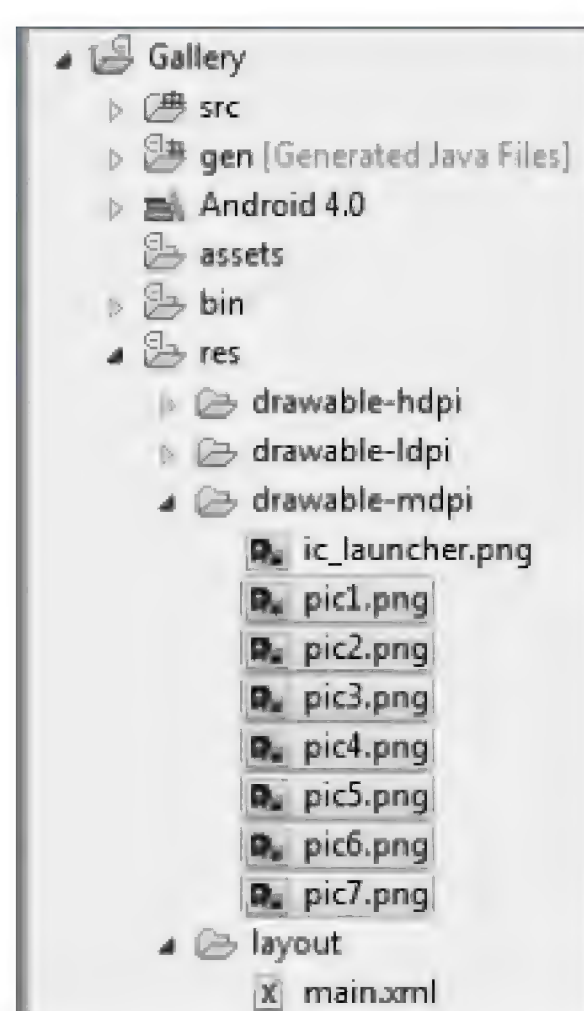 Gallery
src
gen [Generated Java Files]
Android 4.0
assets
bin
res
drawable-hdpi
drawable-ldpi
drawable-mdpi
ic_launcher.png
pic1.png
pic2.png
pic3.png
pic4.png
pic5.png
pic6.png
pic7.png
layout
main.xml